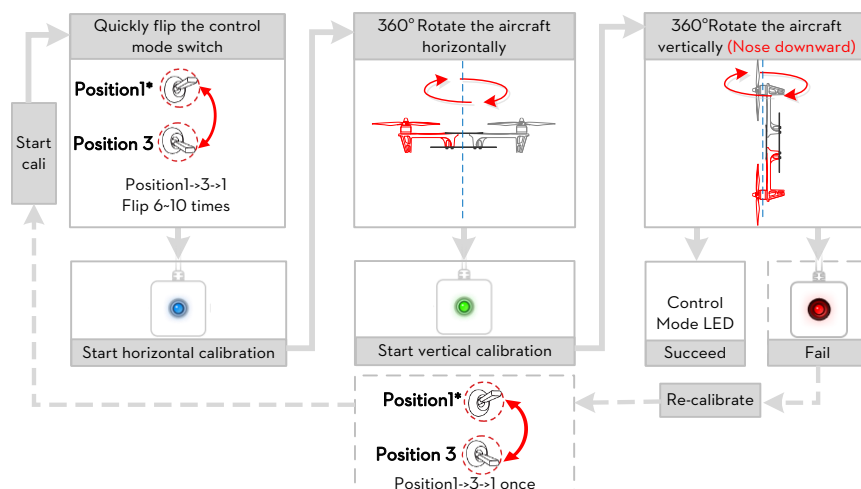 Quickly flip the control
mode switch
360° Rotate the aircraft
horizontally
360°Rotate the aircraft
vertically (Nose downward)
Start
cali
Position1*
Position 3
Position1->3->1
Flip 6~10 times
Start horizontal calibration
Start vertical calibration
Control
Mode LED
Succeed
Fail
Re-calibrate
Position1*
Position 3
Position1->3->1 once